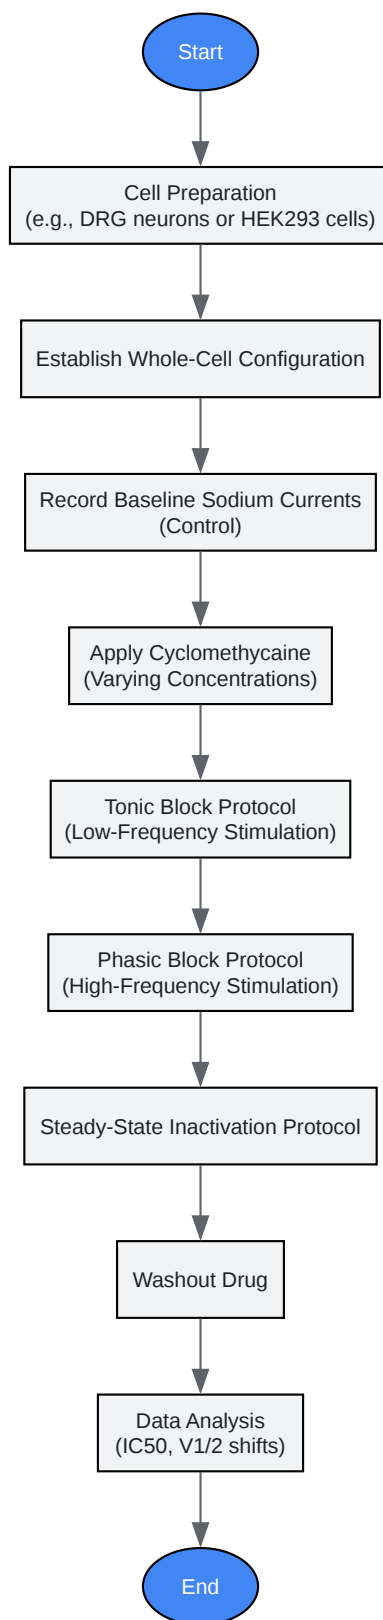 Start
Cell Preparation
(e.g., DRG neurons or HEK293 cells)
Establish Whole-Cell Configuration
Record Baseline Sodium Currents
(Control)
Apply Cyclomethycaine
(Varying Concentrations)
Tonic Block Protocol
(Low-Frequency Stimulation)
Phasic Block Protocol
(High-Frequency Stimulation)
Steady-State Inactivation Protocol
Washout Drug
Data Analysis
(IC50, V1/2 shifts)
End